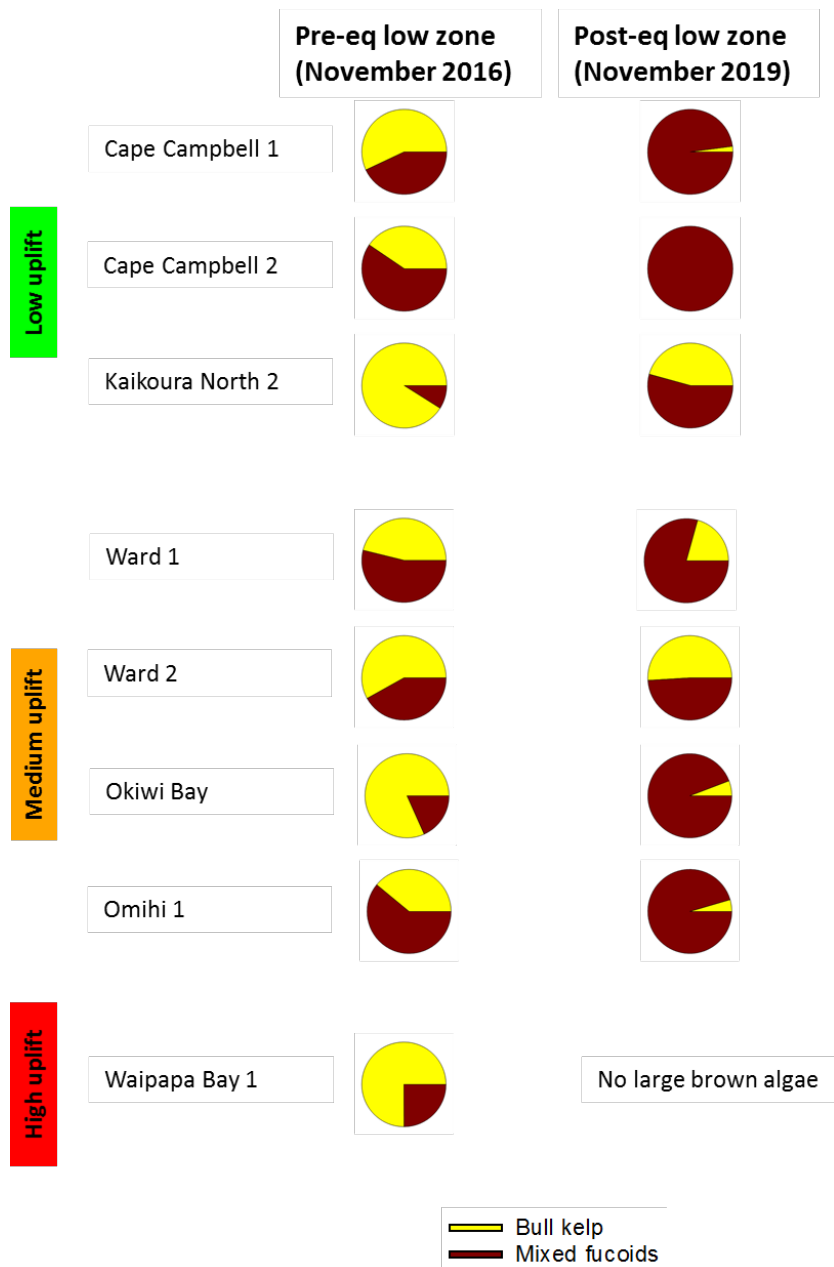 Pre-eq low zone
(November 2016)
Post-eq low zone
(November 2019)
Low uplift
Cape Campbell 1
Cape Campbell 2
Kaikoura North 2
Medium uplift
Ward 1
Ward 2
Okiwi Bay
Omihi 1
High uplift
Waipapa Bay 1
No large brown algae
Bull kelp
Mixed fucoids